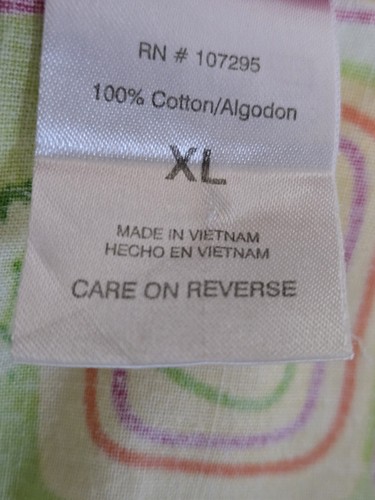 RN # 107295
100% Cotton/Algodon
XL
MADE IN VIETNAM
HECHO EN VIETNAM
CARE ON REVERSE